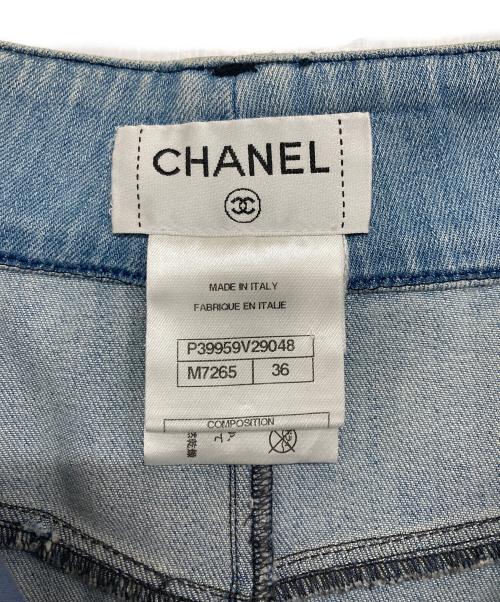 CHANEL
MADE IN ITALY
FABRIQUE EN ITALIE
P39959V29048
M7265 36
COMPOSITION